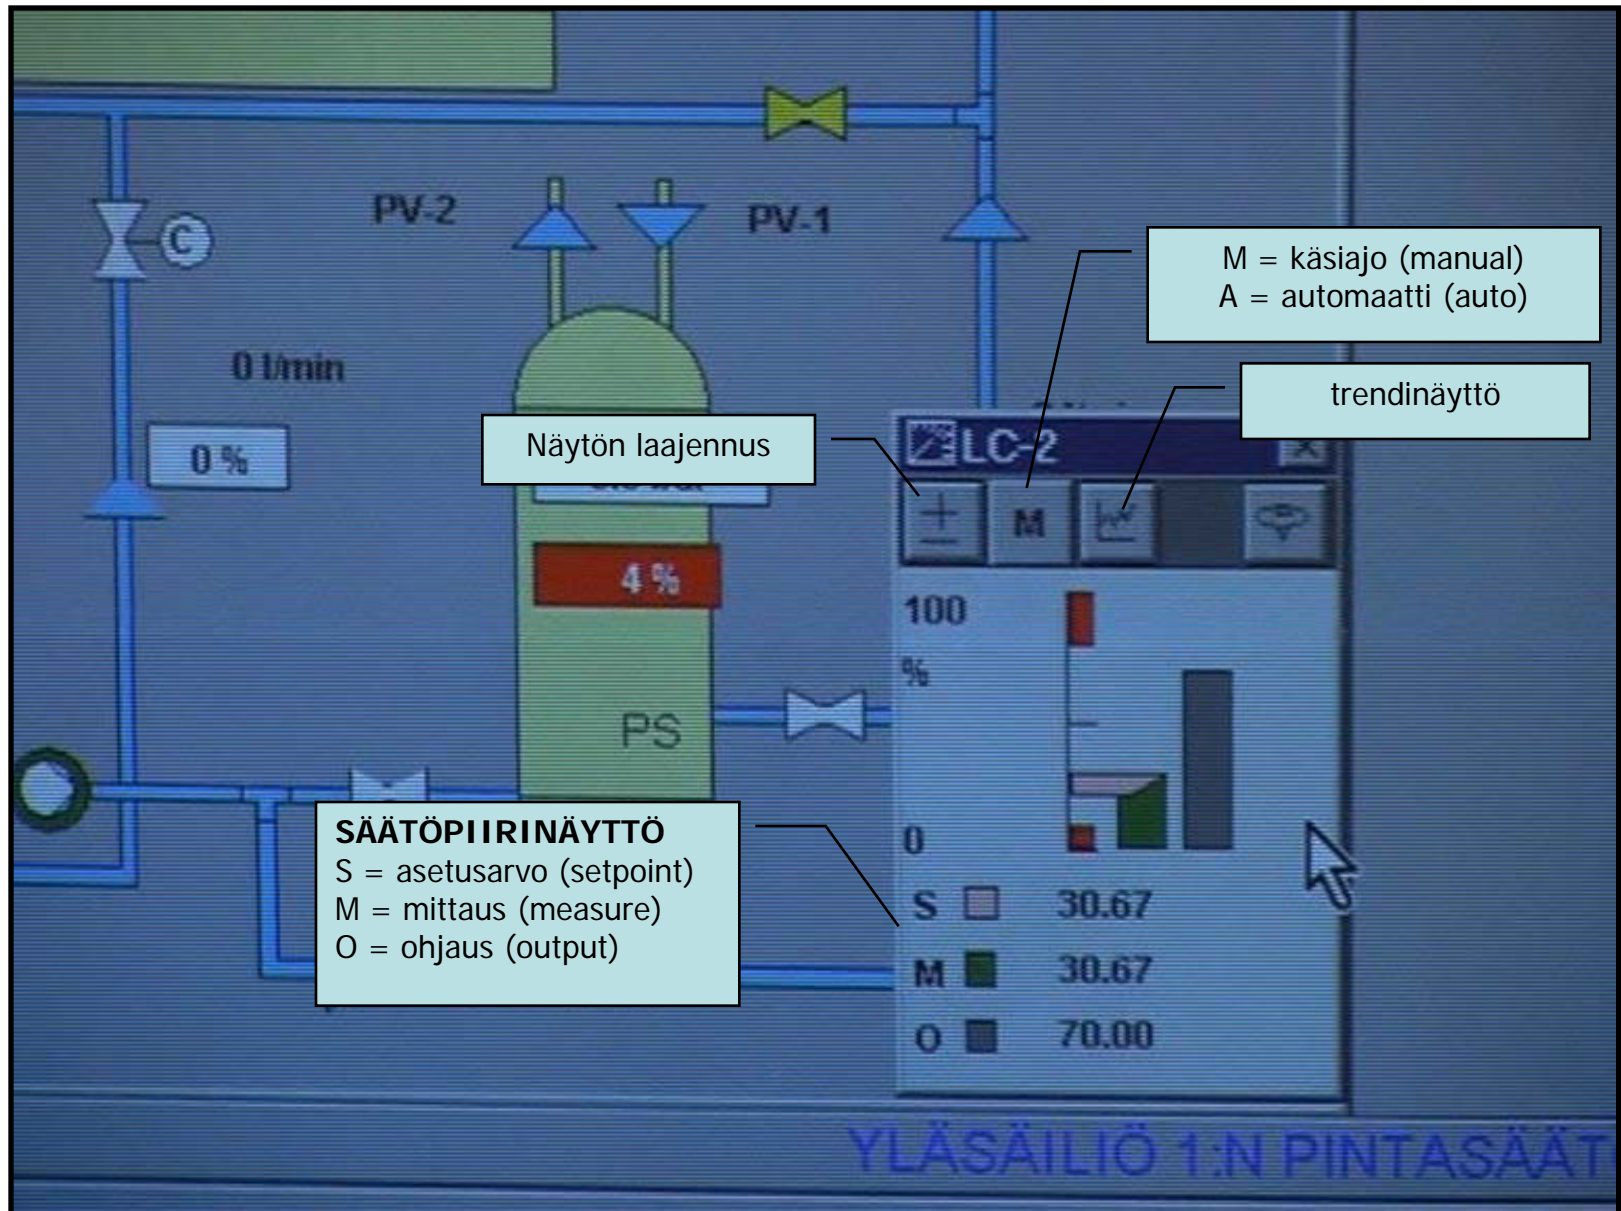 PV-2
PV-1
C
M = käsiajo (manual)
A = automaatti (auto)
0 l/min
trendinäyttö
Näytön laajennus
LC-2
0 %
M
4 %
100
%
PS
SÄÄTÖPIIRINÄYTTÖ
S = asetusarvo (setpoint)
M = mittaus (measure)
O = ohjaus (output)
0
S 30.67
M 30.67
O 70.00
YLÄSÄILIÖ 1:N PINTASÄÄT